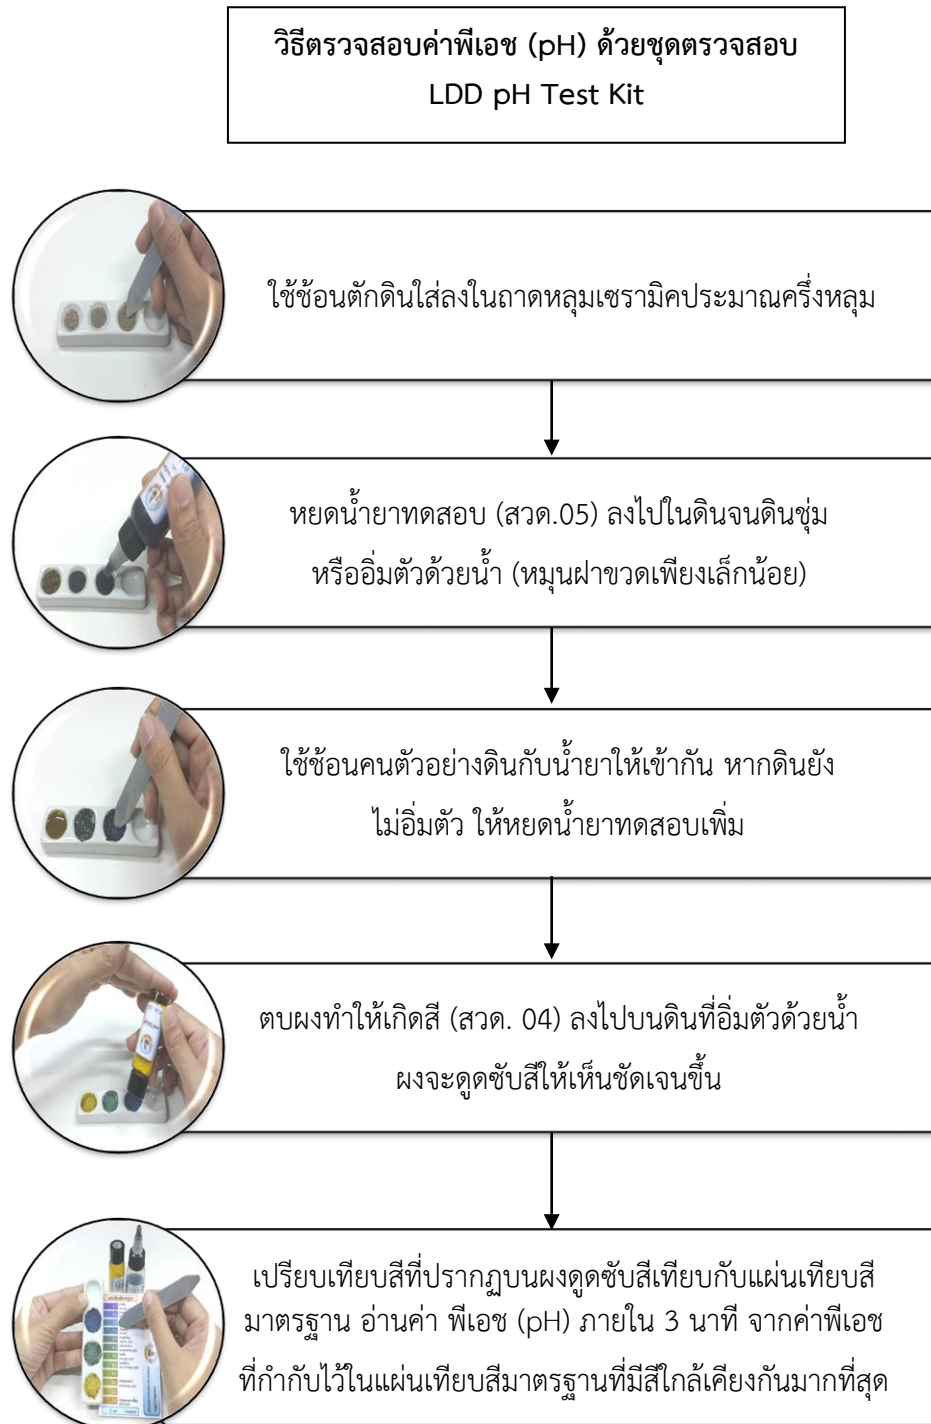 วิธีตรวจสอบค่าพีเอช (pH) ด้วยชุดตรวจสอบ
LDD pH Test Kit
ใช้ช้อนตักดินใส่ลงในถาดหลุมเซรามิคประมาณครึ่งหลุม
หยดน้ำยาทดสอบ (สวด.05) ลงไปในดินจนดินชุ่ม
หรืออิ่มตัวด้วยน้ำ (หมุนฝาขวดเพียงเล็กน้อย)
ใช้ช้อนคนตัวอย่างดินกับน้ำยาให้เข้ากัน หากดินยัง
ไม่อิ่มตัว ให้หยดน้ำยาทดสอบเพิ่ม
ตบผงทำให้เกิดสี (สวด. 04) ลงไปบนดินที่อิ่มตัวด้วยน้ำ
ผงจะดูดซับสีให้เห็นชัดเจนขึ้น
เปรียบเทียบสีที่ปรากฏบนผงดูดซับสีเทียบกับแผ่นเทียบสี
มาตรฐาน อ่านค่า พีเอช (pH) ภายใน 3 นาที จากค่าพีเอช
ที่กำกับไว้ในแผ่นเทียบสีมาตรฐานที่มีสีใกล้เคียงกันมากที่สุด